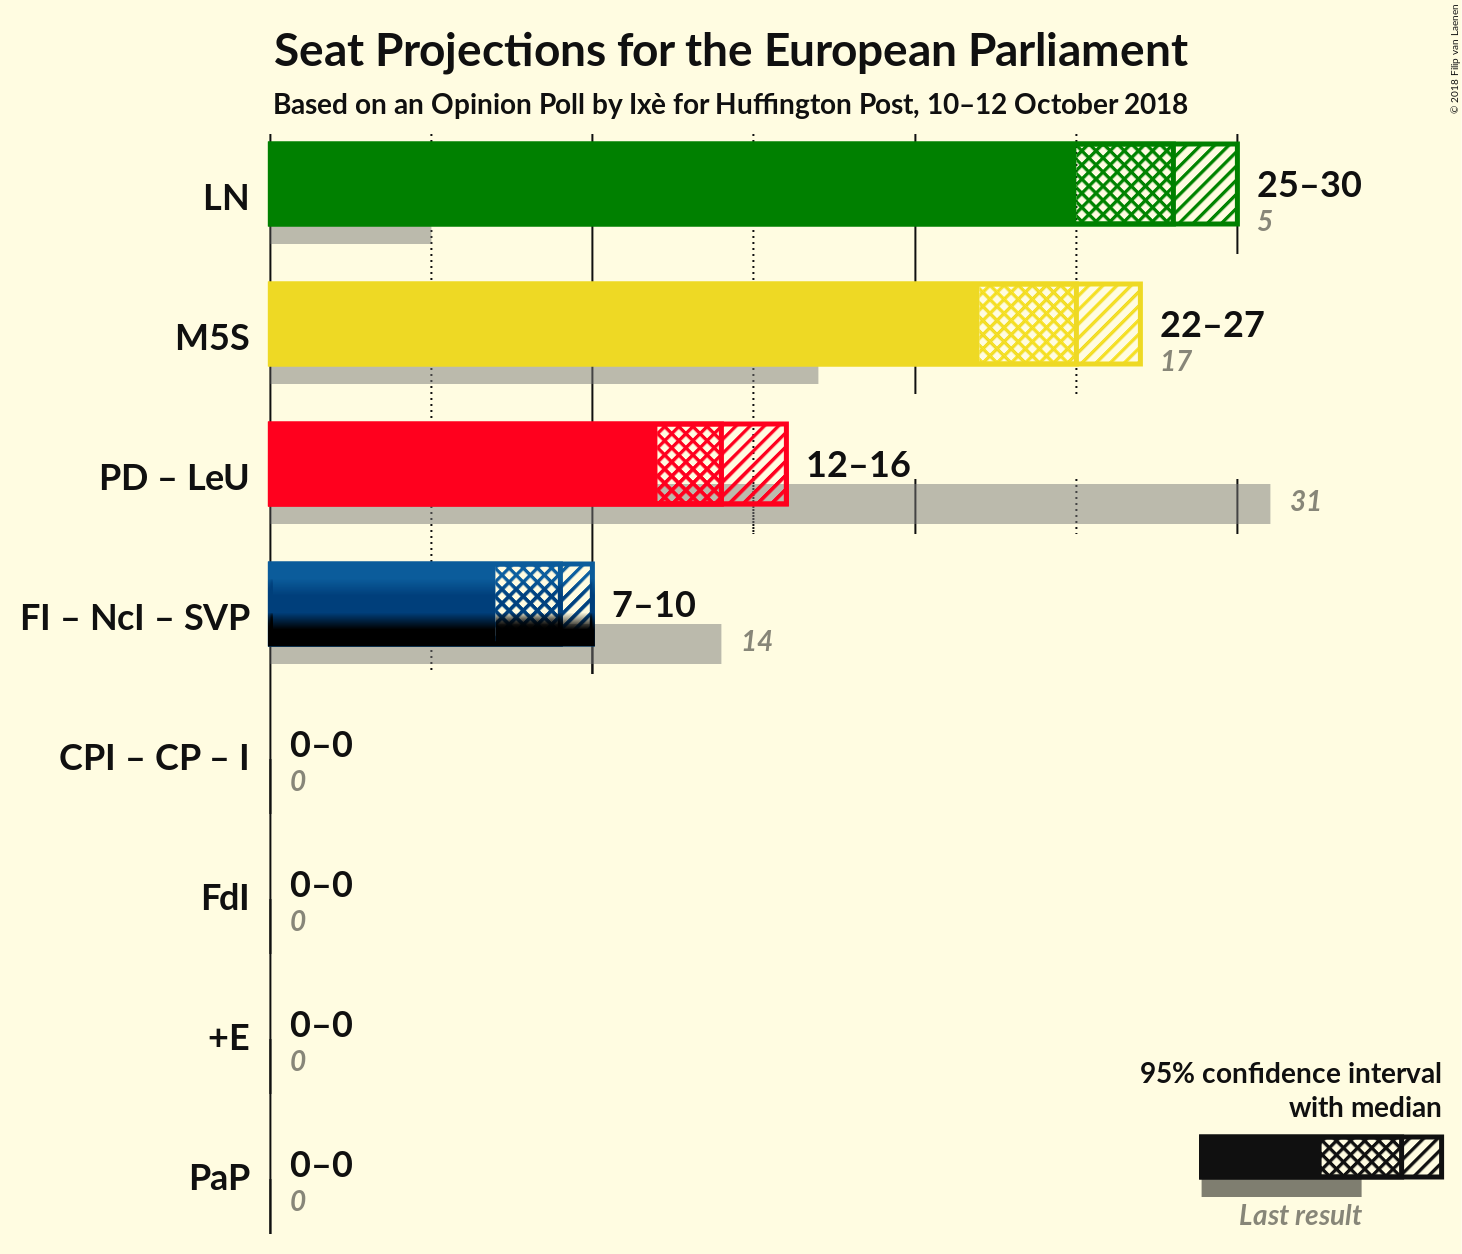 Seat Projections for the European Parliament
Based on an Opinion Poll by Ixè for Huffington Post, 10–12 October 2018
© 2018 Filip van Laenen
LN
25–30
5
M5S
22–27
17
PD – LeU
12–16
31
FI – NcI – SVP
7–10
14
CPI – CP – I
0–0
0
FdI
0–0
0
+E
0–0
0
PaP
0–0
0
95% confidence interval
with median
Last result